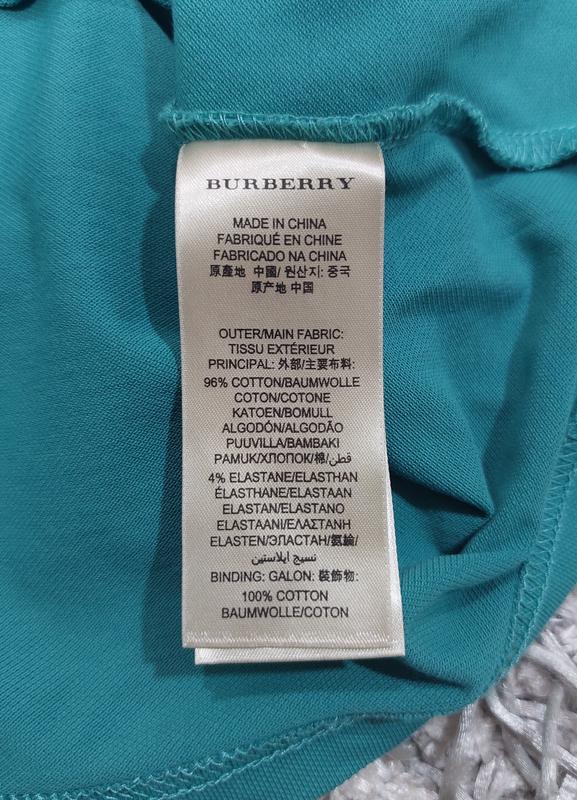 BURBERRY
MADE IN CHINA
FABRIQUÉ EN CHINE
FABRICADO NA CHINA
原產地 中國/ 원산지: 중국
原产地 中国
OUTER/MAIN FABRIC:
TISSU EXTÉRIEUR
PRINCIPAL: 外部/主要布料:
96% COTTON/BAUMWOLLE
COTON/COTONE
KATOEN/BOMULL
ALGODÓN/ALGODÃO
PUUVILLA/BAMBAKI
PAMUK/ХЛОПОК/棉/قطن
4% ELASTANE/ELASTHAN
ÉLASTHANE/ELASTAAN
ELASTAN/ELASTANO
ELASTAANI/ΕΛΑΣΤΑΝΗ
ELASTEN/ЭЛАСТАН/氨綸/
نسيج ايلاستين
BINDING: GALON: 裝飾物:
100% COTTON
BAUMWOLLE/COTON